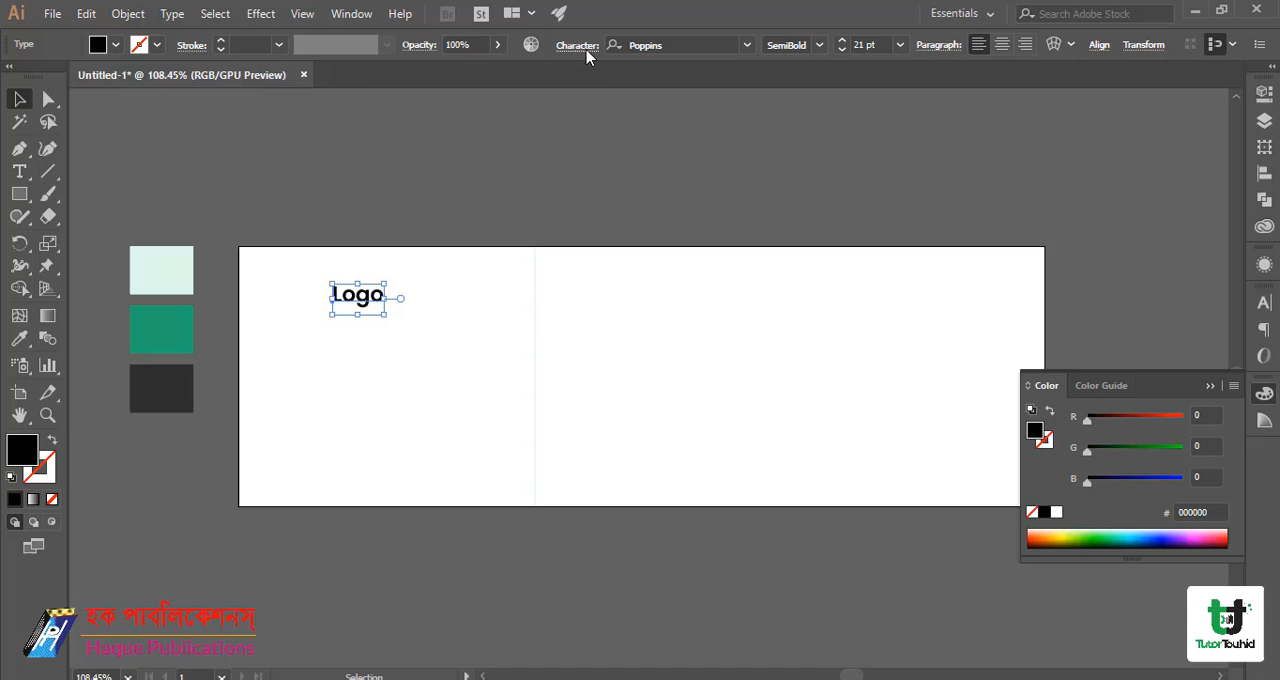 Ai File Edit Object Type Select Effect View Window Help Br St Essentials Search Adobe Stock
Type Stroke: Opacity: 100% Character: Poppins SemiBold 21 pt Paragraph: Align Transform
Untitled-1* @ 108.45% (RGB/GPU Preview)
Logo
Color Color Guide
R 0
G 0
B 0
# 000000
হক পাবলিকেশনস্
Haque Publications
TutorTouhid
108.45% 1 Selection